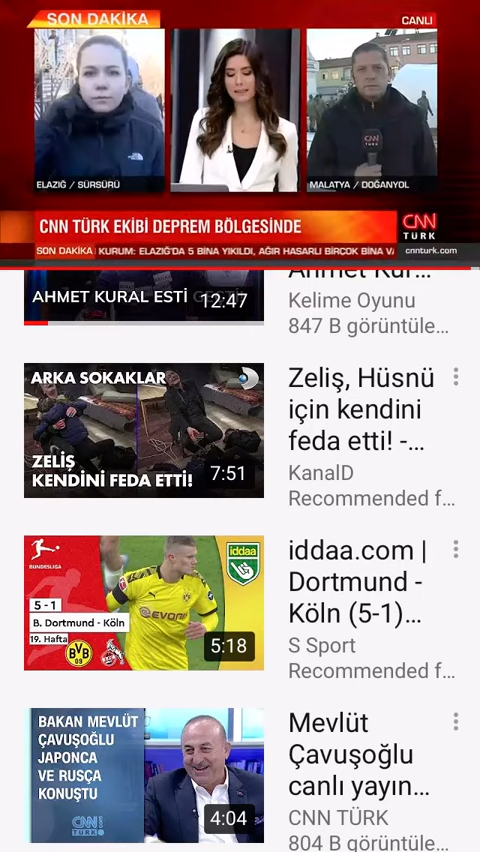 SON DAKİKA
CANLI
ELAZIĞ / SÜRSÜRÜ
MALATYA / DOĞANYOL
CNN TÜRK EKİBİ DEPREM BÖLGESİNDE
CNN
TÜRK
SON DAKİKA
KURUM: ELAZIĞ'DA 5 BİNA YIKILDI, AĞIR HASARLI BİRÇOK BİNA
cnnturk.com
AHMET KURAL ESTİ
12:47
Ahmet Kur...
Kelime Oyunu
847 B görüntüle...
ARKA SOKAKLAR
ZELİŞ
KENDİNİ FEDA ETTİ!
7:51
Zeliş, Hüsnü
için kendini
feda etti! -...
KanalD
Recommended f...
BUNDESLIGA
iddaa
5 - 1
B. Dortmund - Köln
19. Hafta
BVB
09
5:18
iddaa.com |
Dortmund -
Köln (5-1)...
S Sport
Recommended f...
BAKAN MEVLÜT
ÇAVUŞOĞLU
JAPONCA
VE RUSÇA
KONUŞTU
CNN
TÜRK
4:04
Mevlüt
Çavuşoğlu
canlı yayın...
CNN TÜRK
804 B görüntüle...